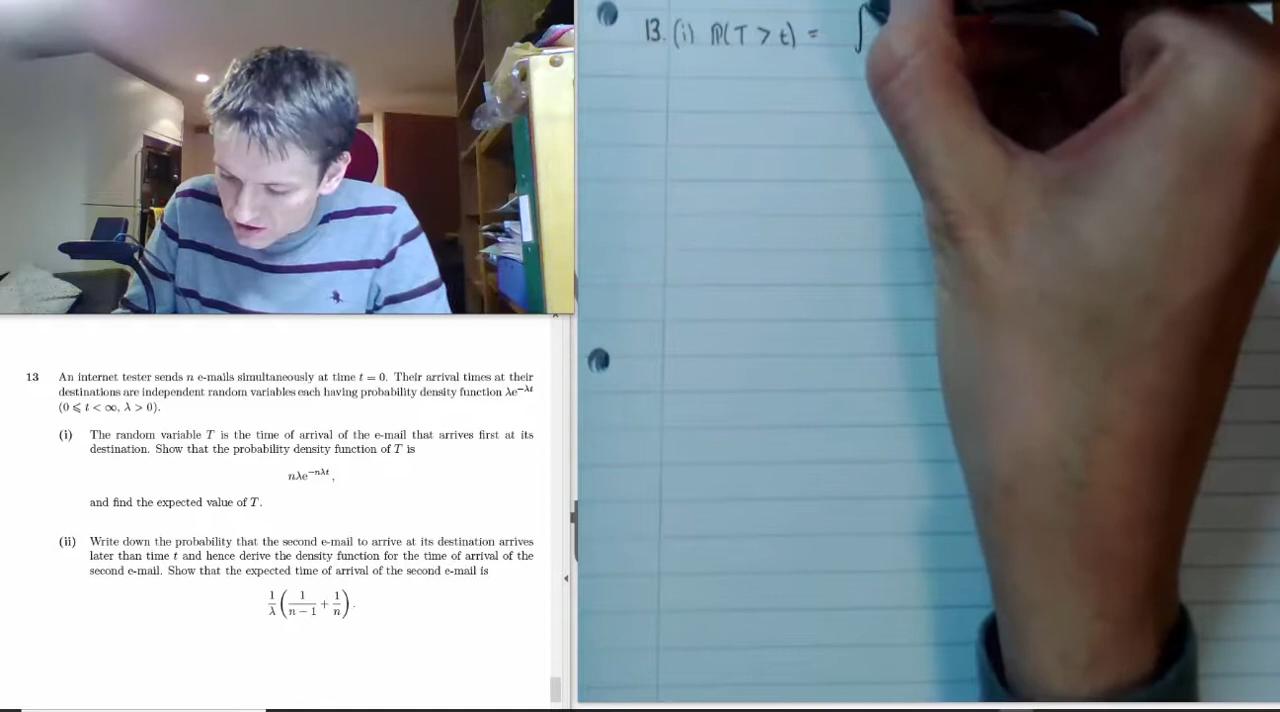 13. (i) ℙ(T > t) = ∫
13 An internet tester sends n e-mails simultaneously at time t = 0. Their arrival times at their
destinations are independent random variables each having probability density function λe^{−λt}
(0 ⩽ t < ∞, λ > 0).
(i) The random variable T is the time of arrival of the e-mail that arrives first at its
destination. Show that the probability density function of T is
nλe^{−nλt},
and find the expected value of T.
(ii) Write down the probability that the second e-mail to arrive at its destination arrives
later than time t and hence derive the density function for the time of arrival of the
second e-mail. Show that the expected time of arrival of the second e-mail is
1/λ (1/(n − 1) + 1/n).